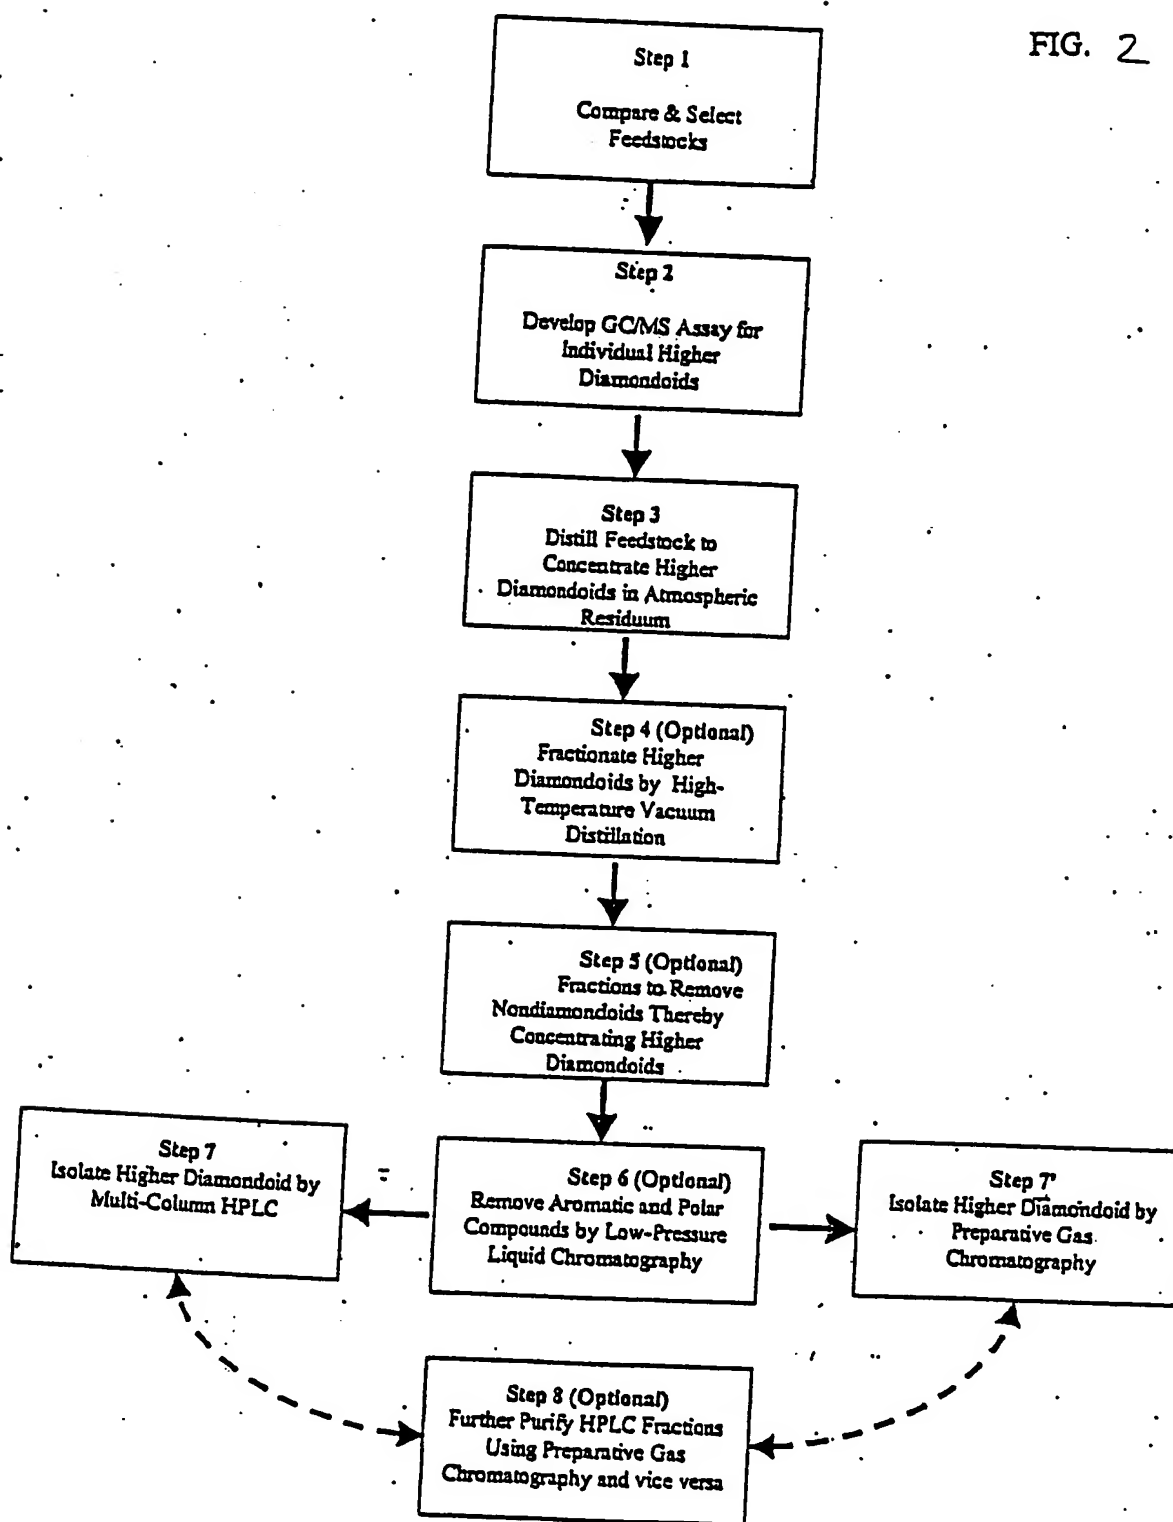 FIG. 2
Step 1
Compare & Select
Feedstocks
Step 2
Develop GC/MS Assay for
Individual Higher
Diamondoids
Step 3
Distill Feedstock to
Concentrate Higher
Diamondoids in Atmospheric
Residuum
Step 4 (Optional)
Fractionate Higher
Diamondoids by High-
Temperature Vacuum
Distillation
Step 5 (Optional)
Fractions to Remove
Nondiamondoids Thereby
Concentrating Higher
Diamondoids
Step 6 (Optional)
Remove Aromatic and Polar
Compounds by Low-Pressure
Liquid Chromatography
Step 7
Isolate Higher Diamondoid by
Multi-Column HPLC
Step 7'
Isolate Higher Diamondoid by
Preparative Gas
Chromatography
Step 8 (Optional)
Further Purify HPLC Fractions
Using Preparative Gas
Chromatography and vice versa